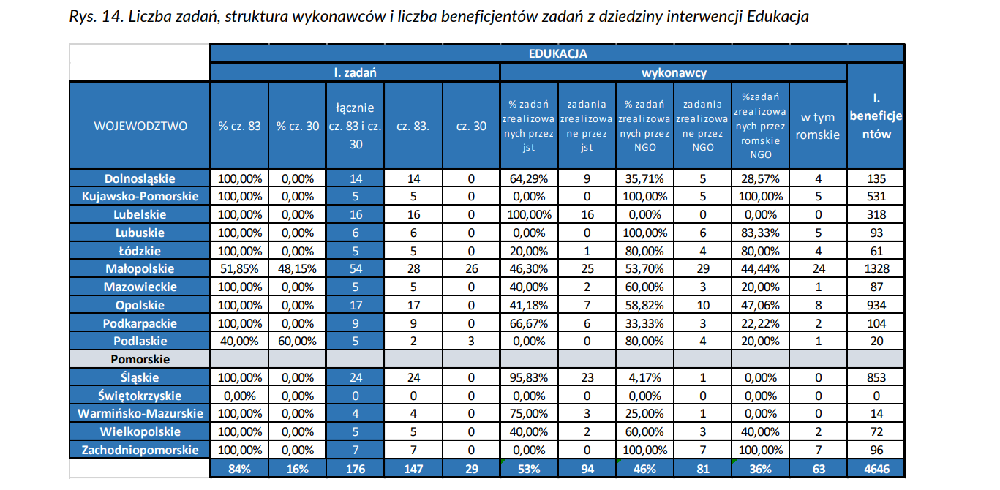 Rys. 14. Liczba zadań, struktura wykonawców i liczba beneficjentów zadań z dziedziny interwencji Edukacja
EDUKACJA
l. zadań wykonawcy
WOJEWODZTWO % cz. 83 % cz. 30 łącznie cz. 83 i cz. 30 cz. 83. cz. 30 % zadań zrealizowa nych przez jst zadania zrealizowa ne przez jst % zadań zrealizowa nych przez NGO zadania zrealizowa ne przez NGO %zadań zrealizowa nych przez romskie NGO w tym romskie l. beneficje ntów
Dolnosląskie 100,00% 0,00% 14 14 0 64,29% 9 35,71% 5 28,57% 4 135
Kujawsko-Pomorskie 100,00% 0,00% 5 5 0 0,00% 0 100,00% 5 100,00% 5 531
Lubelskie 100,00% 0,00% 16 16 0 100,00% 16 0,00% 0 0,00% 0 318
Lubuskie 100,00% 0,00% 6 6 0 0,00% 0 100,00% 6 83,33% 5 93
Łódzkie 100,00% 0,00% 5 5 0 20,00% 1 80,00% 4 80,00% 4 61
Małopolskie 51,85% 48,15% 54 28 26 46,30% 25 53,70% 29 44,44% 24 1328
Mazowieckie 100,00% 0,00% 5 5 0 40,00% 2 60,00% 3 20,00% 1 87
Opolskie 100,00% 0,00% 17 17 0 41,18% 7 58,82% 10 47,06% 8 934
Podkarpackie 100,00% 0,00% 9 9 0 66,67% 6 33,33% 3 22,22% 2 104
Podlaskie 40,00% 60,00% 5 2 3 0,00% 0 80,00% 4 20,00% 1 20
Pomorskie
Śląskie 100,00% 0,00% 24 24 0 95,83% 23 4,17% 1 0,00% 0 853
Świętokrzyskie 0,00% 0,00% 0 0 0 0,00% 0 0,00% 0 0,00% 0 0
Warmińsko-Mazurskie 100,00% 0,00% 4 4 0 75,00% 3 25,00% 1 0,00% 0 14
Wielkopolskie 100,00% 0,00% 5 5 0 40,00% 2 60,00% 3 40,00% 2 72
Zachodniopomorskie 100,00% 0,00% 7 7 0 0,00% 0 100,00% 7 100,00% 7 96
84% 16% 176 147 29 53% 94 46% 81 36% 63 4646